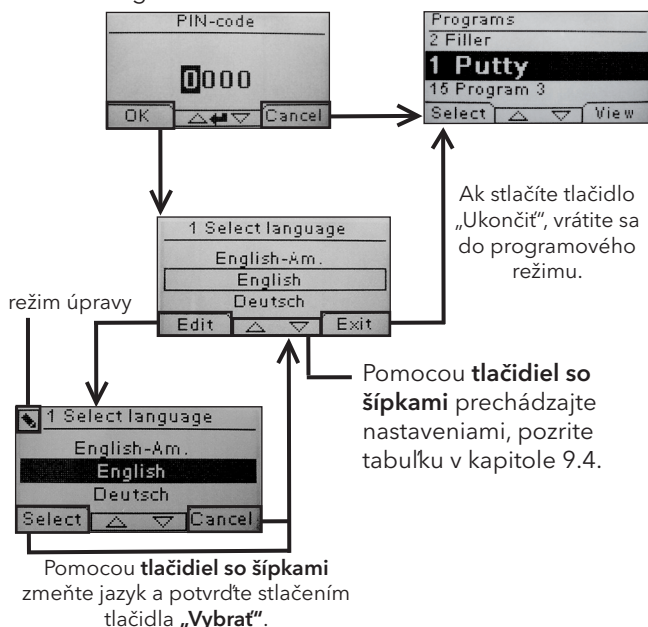 PIN-code
0000
OK Cancel
Programs
2 Filler
1 Putty
15 Program 3
Select View
Ak stlačíte tlačidlo
„Ukončiť“, vrátite sa
do programového
režimu.
1 Select language
English-Am.
English
Deutsch
Edit Exit
režim úpravy
Pomocou tlačidiel so
šípkami prechádzajte
nastaveniami, pozrite
tabuľku v kapitole 9.4.
1 Select language
English-Am.
English
Deutsch
Select Cancel
Pomocou tlačidiel so šípkami
zmeňte jazyk a potvrďte stlačením
tlačidla „Vybrať“.